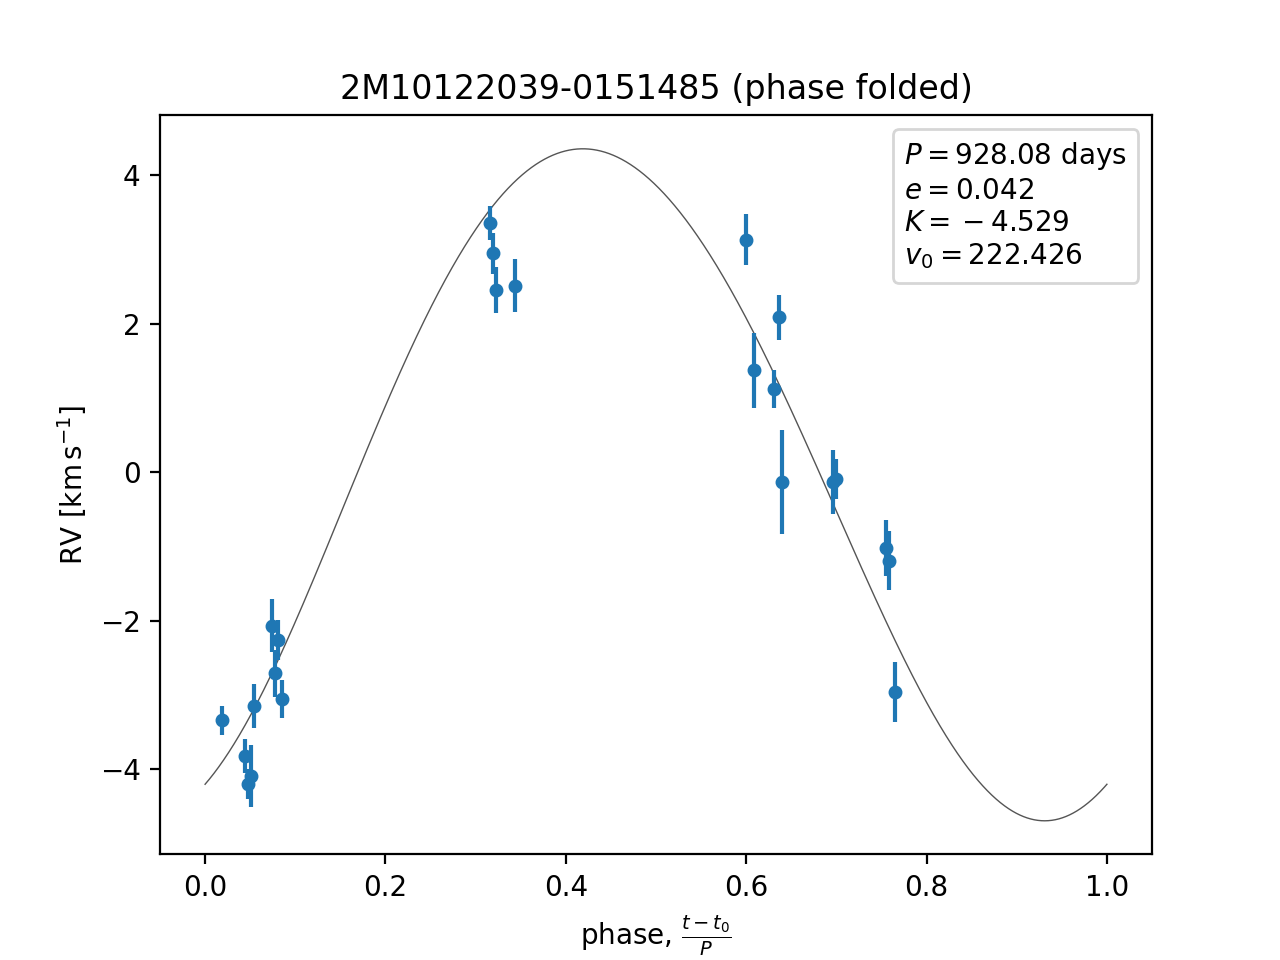 2M10122039-0151485 (phase folded)
P = 928.08 days
e = 0.042
K = −4.529
v₀ = 222.426
4
2
0
−2
−4
RV [km s⁻¹]
0.0 0.2 0.4 0.6 0.8 1.0
phase, (t − t₀)/P